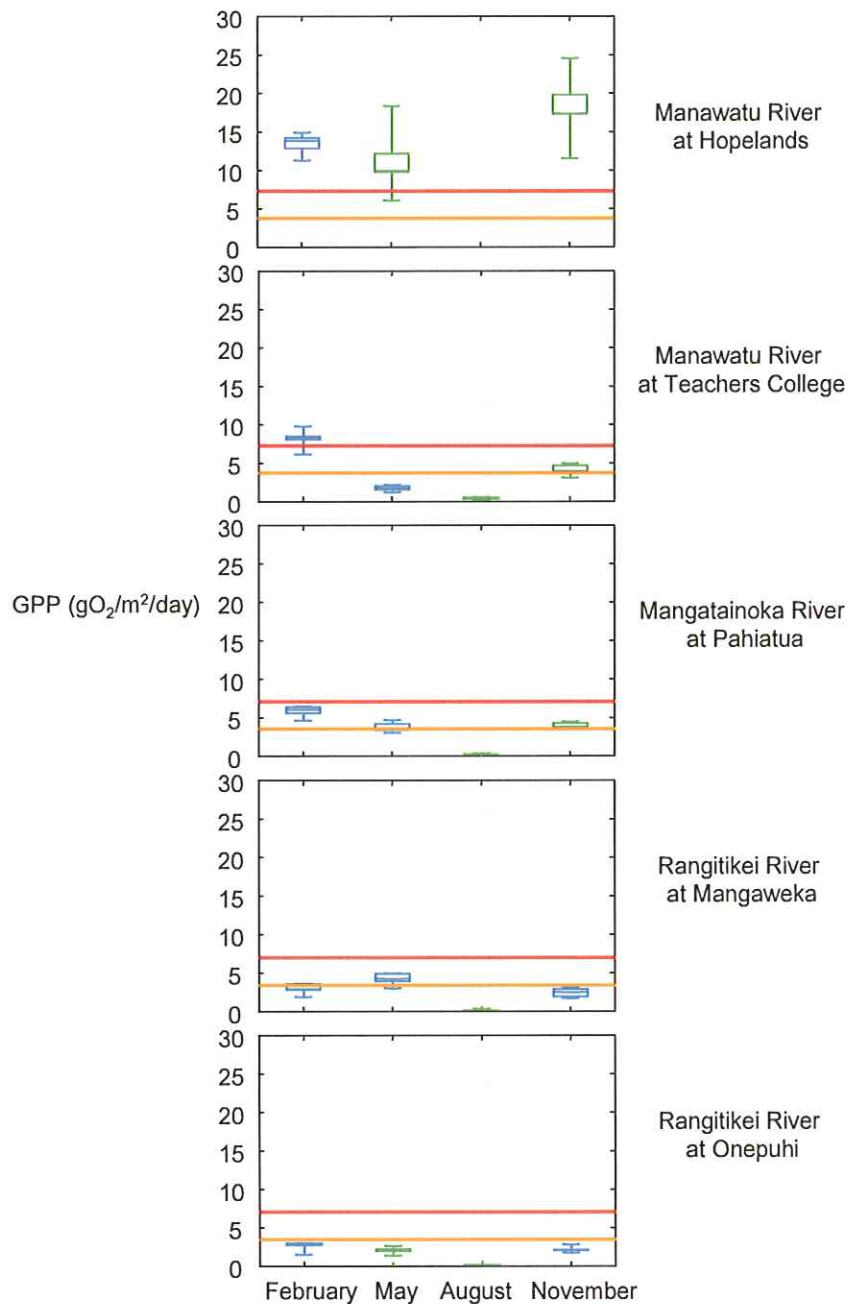 30
25
20
15
10
5
0
Manawatu River
at Hopelands
30
25
20
15
10
5
0
Manawatu River
at Teachers College
30
25
20
15
10
5
0
GPP (gO₂/m²/day)
Mangatainoka River
at Pahiatua
30
25
20
15
10
5
0
Rangitikei River
at Mangaweka
30
25
20
15
10
5
0
Rangitikei River
at Onepuhi
February May August November